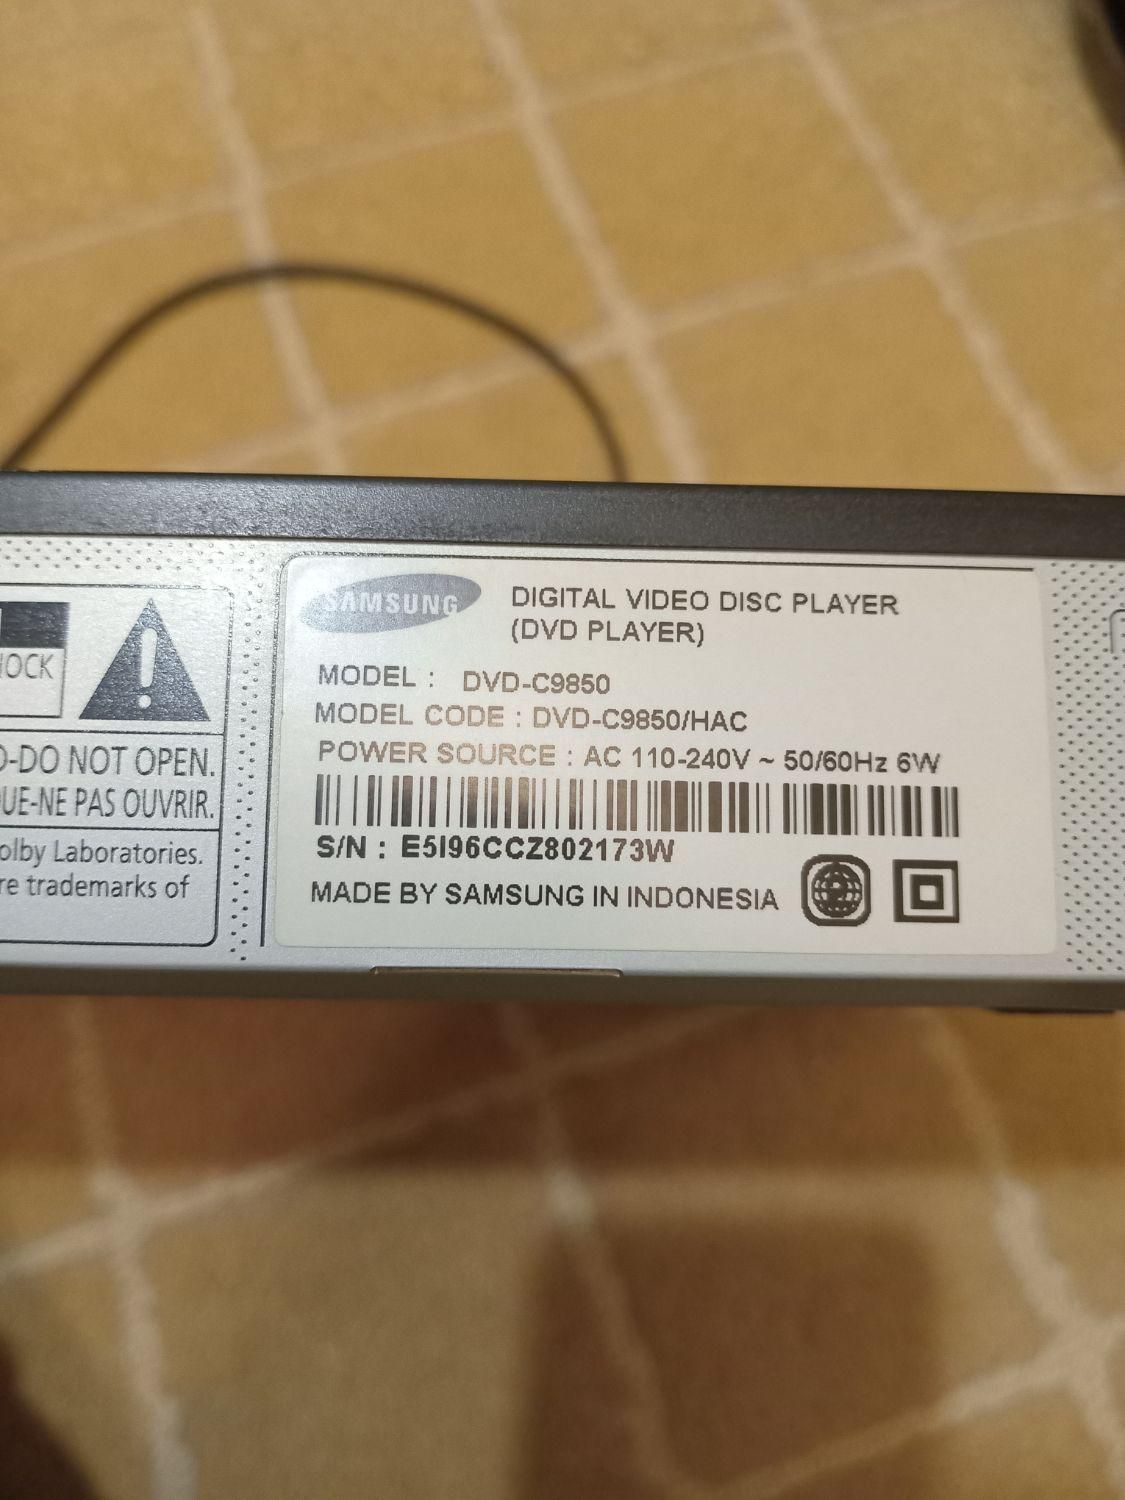 SAMSUNG
DIGITAL VIDEO DISC PLAYER
(DVD PLAYER)
MODEL : DVD-C9850
MODEL CODE : DVD-C9850/HAC
POWER SOURCE : AC 110-240V ~ 50/60Hz 6W
S/N : E5I96CCZ802173W
MADE BY SAMSUNG IN INDONESIA
HOCK
-DO NOT OPEN.
UE-NE PAS OUVRIR.
olby Laboratories.
re trademarks of